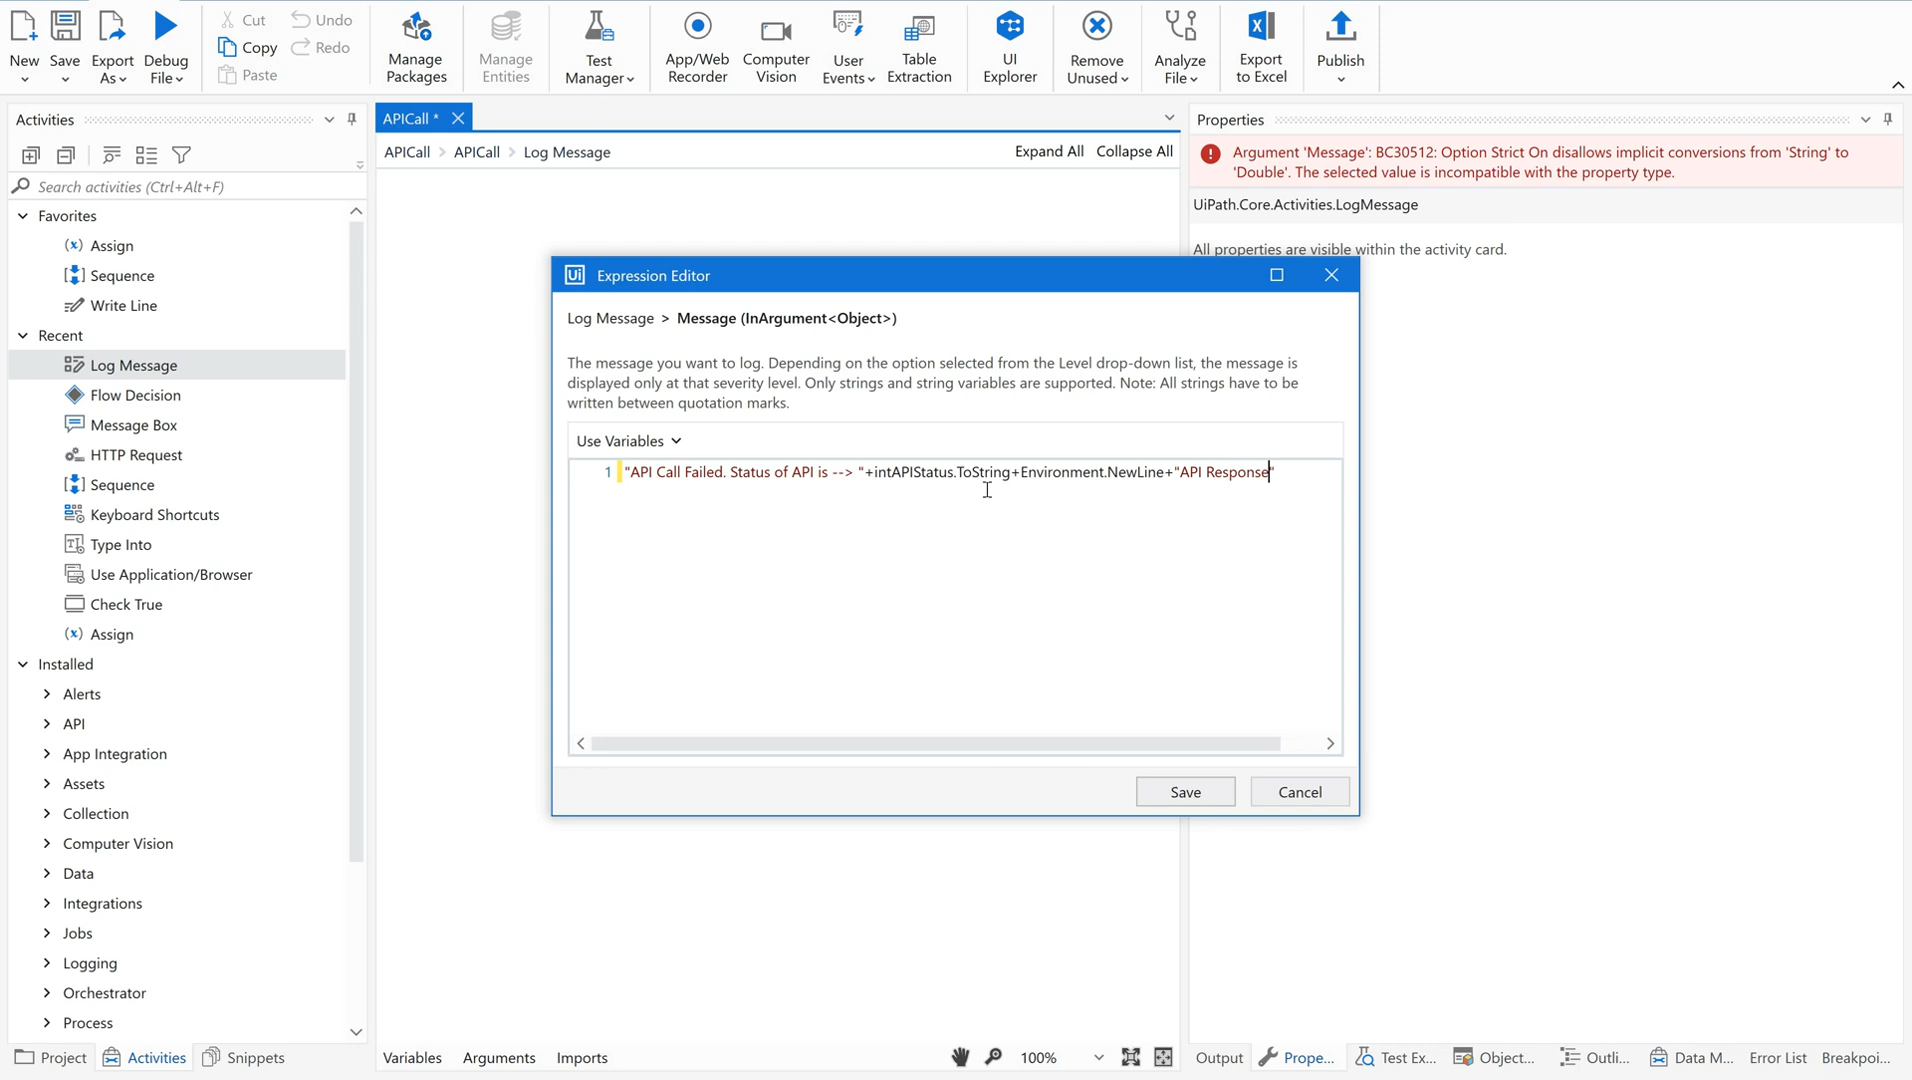 New
Save
Export As
Debug File
Cut
Copy
Paste
Undo
Redo
Manage Packages
Manage Entities
Test Manager
App/Web Recorder
Computer Vision
User Events
Table Extraction
UI Explorer
Remove Unused
Analyze File
Export to Excel
Publish
Activities
Search activities (Ctrl+Alt+F)
Favorites
Assign
Sequence
Write Line
Recent
Log Message
Flow Decision
Message Box
HTTP Request
Sequence
Keyboard Shortcuts
Type Into
Use Application/Browser
Check True
Assign
Installed
Alerts
API
App Integration
Assets
Collection
Computer Vision
Data
Integrations
Jobs
Logging
Orchestrator
Process
Project
Activities
Snippets
APICall *
APICall > APICall > Log Message
Expand All
Collapse All
Ui Expression Editor
Log Message > Message (InArgument<Object>)
The message you want to log. Depending on the option selected from the Level drop-down list, the message is
displayed only at that severity level. Only strings and string variables are supported. Note: All strings have to be
written between quotation marks.
Use Variables
1 "API Call Failed. Status of API is --> "+intAPIStatus.ToString+Environment.NewLine+"API Response"
Save
Cancel
Variables
Arguments
Imports
100%
Properties
Argument 'Message': BC30512: Option Strict On disallows implicit conversions from 'String' to
'Double'. The selected value is incompatible with the property type.
UiPath.Core.Activities.LogMessage
All properties are visible within the activity card.
Output
Prope...
Test Ex...
Object...
Outli...
Data M...
Error List
Breakpoi...